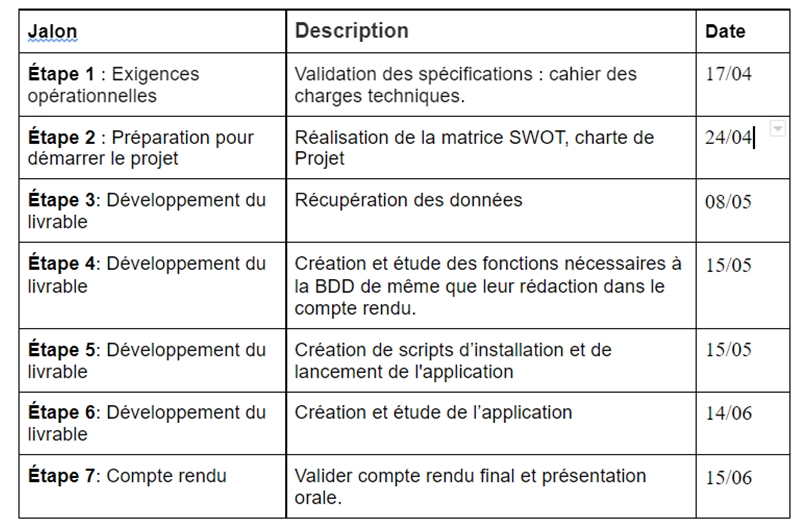 Jalon
Description
Date
Étape 1 : Exigences
opérationnelles
Validation des spécifications : cahier des
charges techniques.
17/04
Étape 2 : Préparation pour
démarrer le projet
Réalisation de la matrice SWOT, charte de
Projet
24/04
Étape 3: Développement du
livrable
Récupération des données
08/05
Étape 4: Développement du
livrable
Création et étude des fonctions nécessaires à
la BDD de même que leur rédaction dans le
compte rendu.
15/05
Étape 5: Développement du
livrable
Création de scripts d’installation et de
lancement de l'application
15/05
Étape 6: Développement du
livrable
Création et étude de l’application
14/06
Étape 7: Compte rendu
Valider compte rendu final et présentation
orale.
15/06